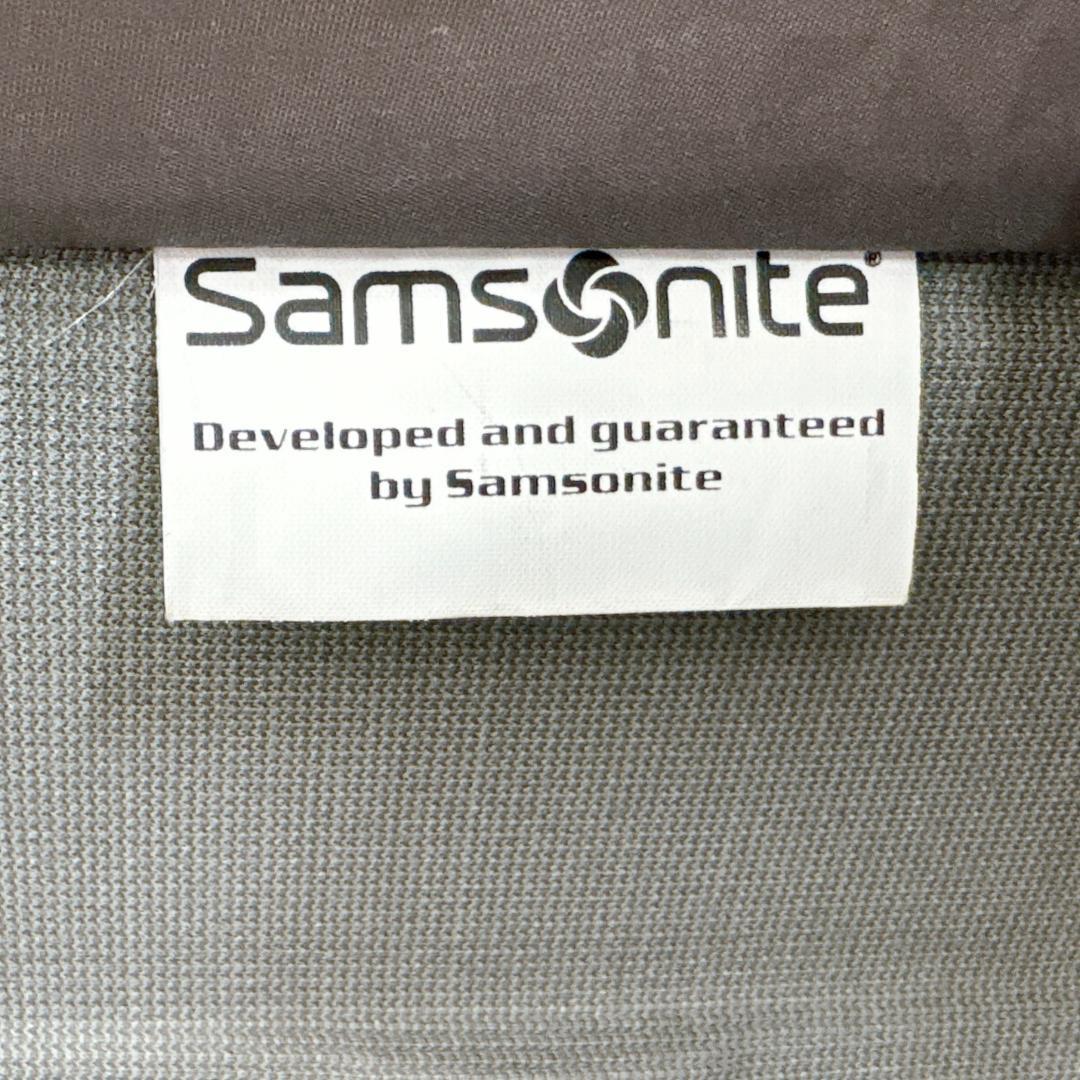 Samsonite®
Developed and guaranteed
by Samsonite